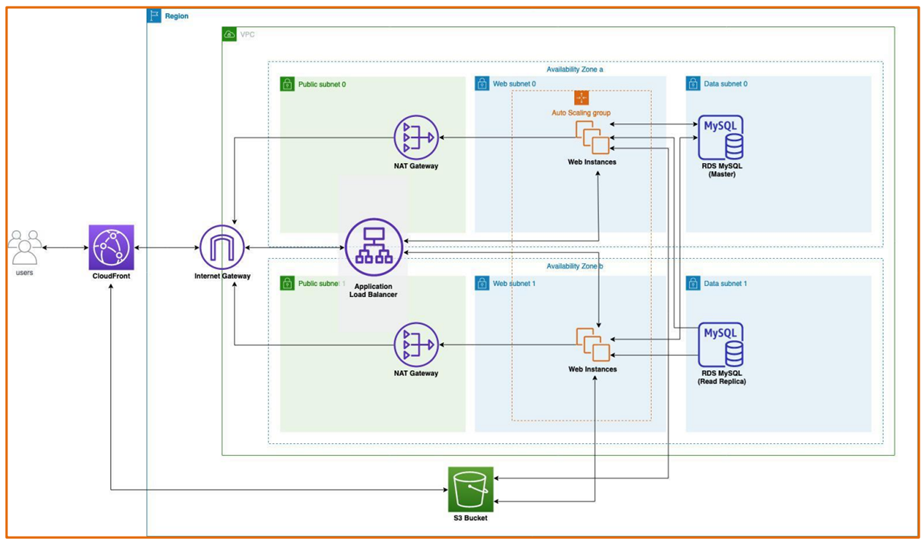 Region
VPC
Availability Zone a
Public subnet 0
Web subnet 0
Data subnet 0
Auto Scaling group
MySQL
NAT Gateway
Web Instances
RDS MySQL
(Master)
users
CloudFront
Internet Gateway
Application
Load Balancer
Availability Zone b
Public subnet 1
Web subnet 1
Data subnet 1
MySQL
NAT Gateway
Web Instances
RDS MySQL
(Read Replica)
S3 Bucket